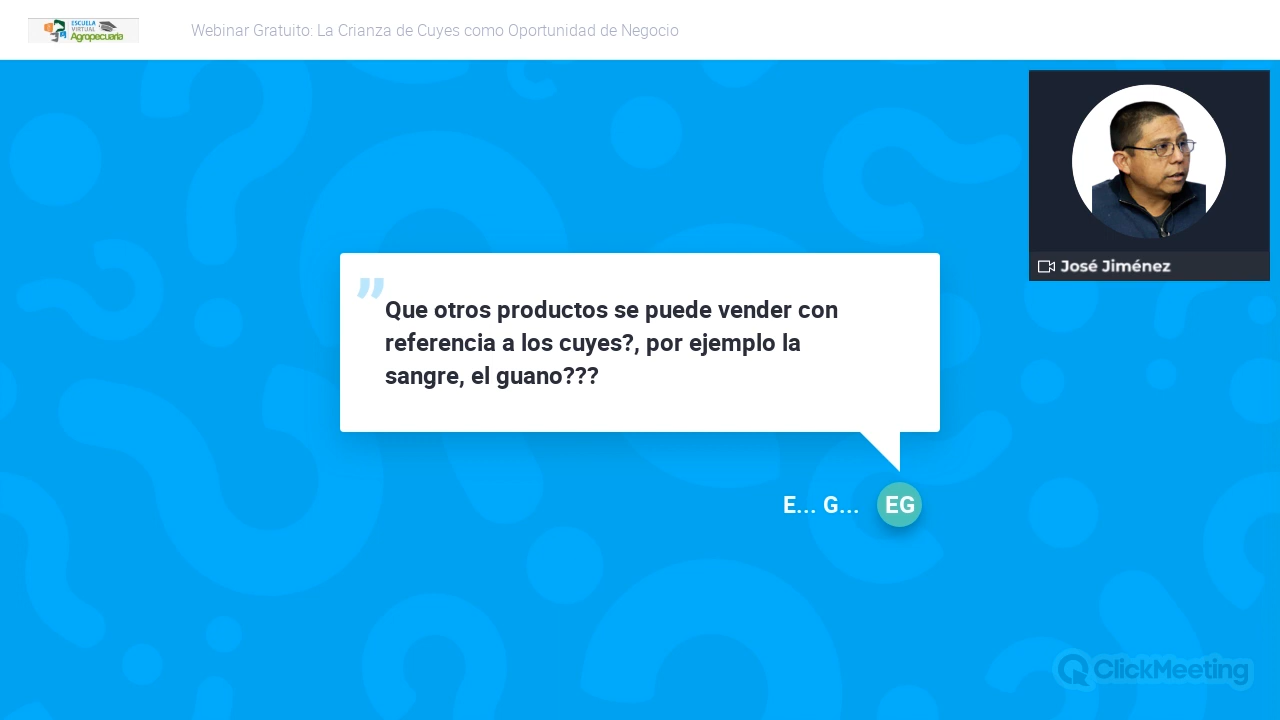 ESCUELA
VIRTUAL
Agropecuaria
Webinar Gratuito: La Crianza de Cuyes como Oportunidad de Negocio
José Jiménez
”
Que otros productos se puede vender con
referencia a los cuyes?, por ejemplo la
sangre, el guano???
E... G... EG
ClickMeeting